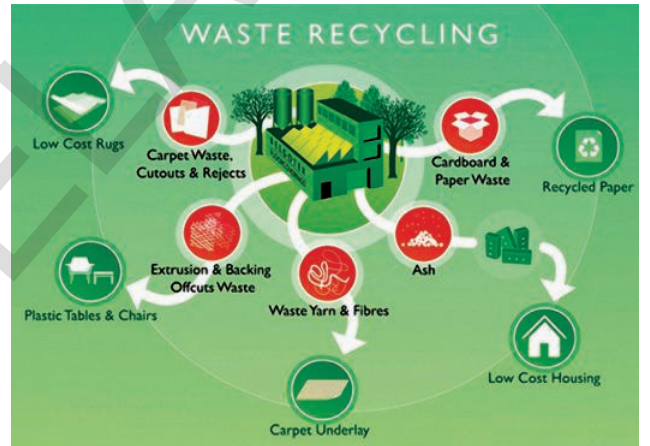 WASTE RECYCLING
Low Cost Rugs
Carpet Waste,
Cutouts & Rejects
Cardboard &
Paper Waste
Recycled Paper
Extrusion & Backing
Offcuts Waste
Ash
Waste Yarn & Fibres
Plastic Tables & Chairs
Low Cost Housing
Carpet Underlay